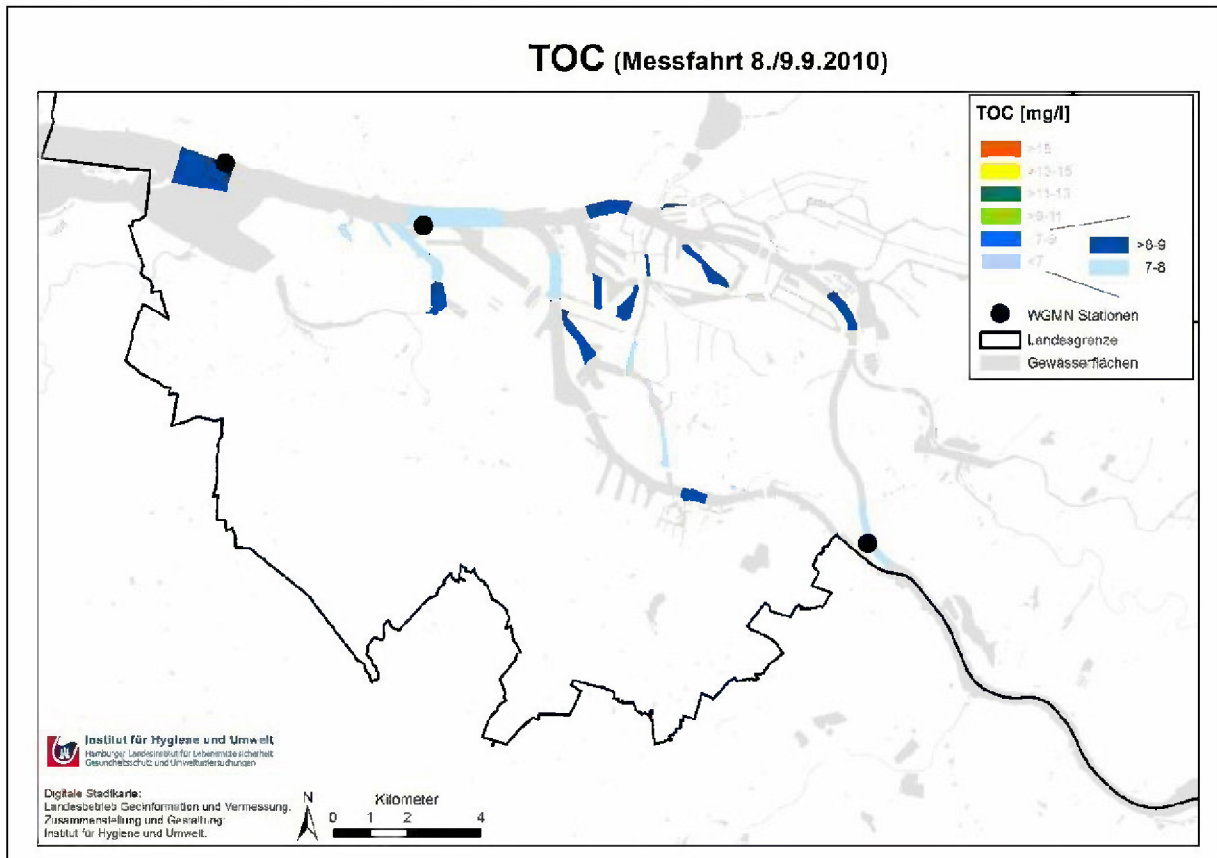 TOC (Messfahrt 8./9.9.2010)
TOC [mg/l]
>15
>13-15
>11-13
>9-11
7-9
<7
>8-9
7-8
WGMN Stationen
Landesgrenze
Gewässerflächen
Institut für Hygiene und Umwelt
Hamburger Landesinstitut für Lebensmittelsicherheit
Gesundheitsschutz und Umweltuntersuchungen
Digitale Stadtkarte:
Landesbetrieb Geoinformation und Vermessung.
Zusammenstellung und Gestaltung:
Institut für Hygiene und Umwelt.
N
Kilometer
0 1 2 4